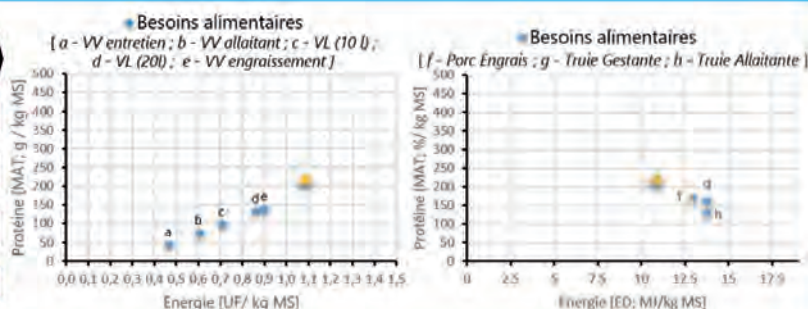 Besoins alimentaires
[ a - VV entretien ; b - VV allaitant ; c - VL (10 l) ;
d - VL (20l) ; e - VV engraissement ]
Protéine [MAT; g / kg MS]
500
450
400
350
300
250
200
150
100
50
0
a
b
c
d e
0,0 0,1 0,2 0,3 0,4 0,5 0,6 0,7 0,8 0,9 1,0 1,1 1,2 1,3 1,4 1,5
Energie [UF/ kg MS]
Besoins alimentaires
[ f - Porc Engrais ; g - Truie Gestante ; h - Truie Allaitante ]
Protéine [MAT; %/ kg MS]
500
450
400
350
300
250
200
150
100
50
0
f
g
h
0 2.5 5 7.5 10 12.5 15 17.5
Energie [ED; MJ/kg MS]